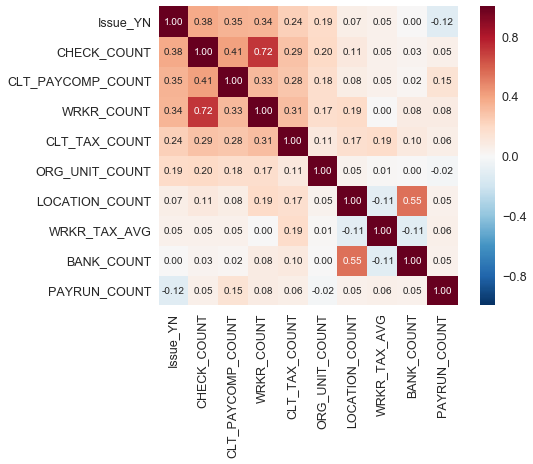 Issue_YN 1.00 0.38 0.35 0.34 0.24 0.19 0.07 0.05 0.00 -0.12
CHECK_COUNT 0.38 1.00 0.41 0.72 0.29 0.20 0.11 0.05 0.03 0.05
CLT_PAYCOMP_COUNT 0.35 0.41 1.00 0.33 0.28 0.18 0.08 0.05 0.02 0.15
WRKR_COUNT 0.34 0.72 0.33 1.00 0.31 0.17 0.19 0.00 0.08 0.08
CLT_TAX_COUNT 0.24 0.29 0.28 0.31 1.00 0.11 0.17 0.19 0.10 0.06
ORG_UNIT_COUNT 0.19 0.20 0.18 0.17 0.11 1.00 0.05 0.01 0.00 -0.02
LOCATION_COUNT 0.07 0.11 0.08 0.19 0.17 0.05 1.00 -0.11 0.55 0.05
WRKR_TAX_AVG 0.05 0.05 0.05 0.00 0.19 0.01 -0.11 1.00 -0.11 0.06
BANK_COUNT 0.00 0.03 0.02 0.08 0.10 0.00 0.55 -0.11 1.00 0.05
PAYRUN_COUNT -0.12 0.05 0.15 0.08 0.06 -0.02 0.05 0.06 0.05 1.00
Issue_YN
CHECK_COUNT
CLT_PAYCOMP_COUNT
WRKR_COUNT
CLT_TAX_COUNT
ORG_UNIT_COUNT
LOCATION_COUNT
WRKR_TAX_AVG
BANK_COUNT
PAYRUN_COUNT
0.8
0.4
0.0
−0.4
−0.8